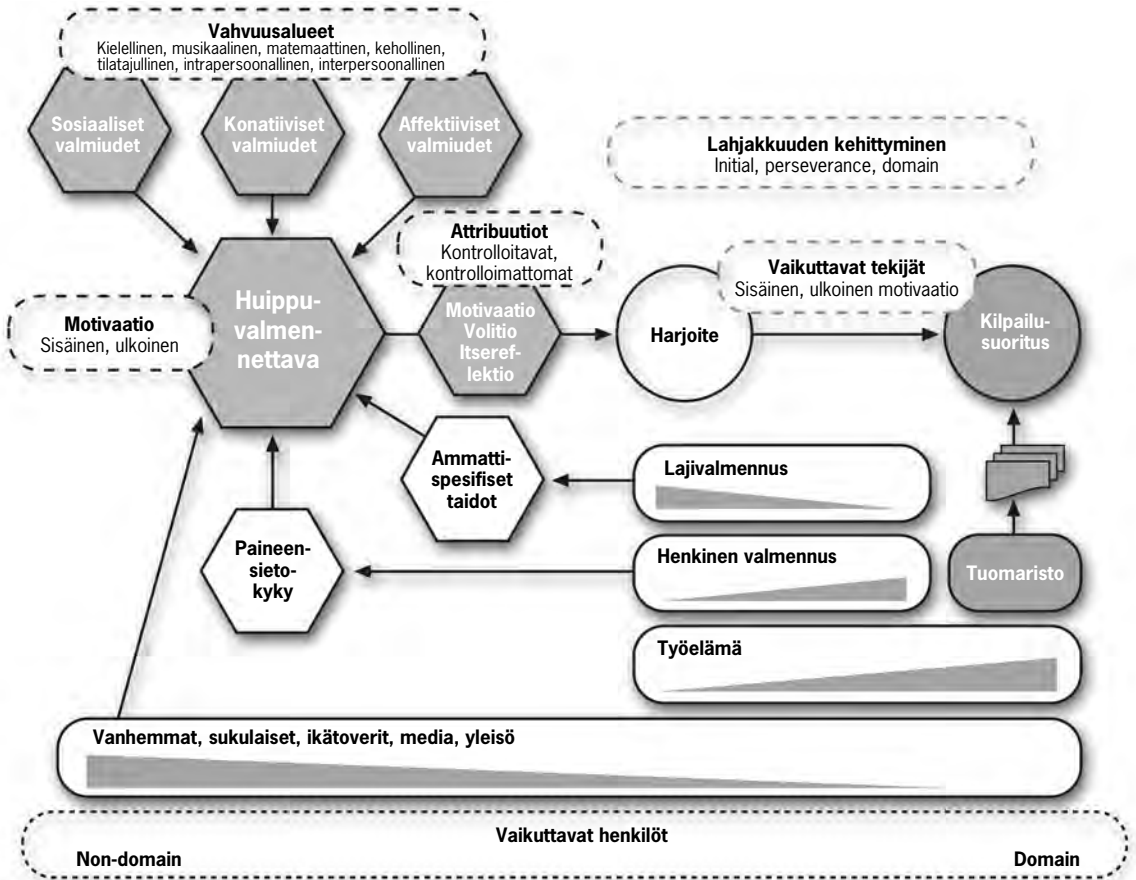 Vahvuusalueet
Kielellinen, musikaalinen, matemaattinen, kehollinen,
tilatajullinen, intrapersoonallinen, interpersoonallinen
Sosiaaliset
valmiudet
Konatiiviset
valmiudet
Affektiiviset
valmiudet
Lahjakkuuden kehittyminen
Initial, perseverance, domain
Attribuutiot
Kontrolloitavat,
kontrolloimattomat
Vaikuttavat tekijät
Sisäinen, ulkoinen motivaatio
Motivaatio
Sisäinen, ulkoinen
Huippu-
valmen-
nettava
Motivaatio
Volitio
Itseref-
lektio
Harjoite
Kilpailu-
suoritus
Ammatti-
spesifiset
taidot
Lajivalmennus
Paineen-
sieto-
kyky
Henkinen valmennus
Tuomaristo
Työelämä
Vanhemmat, sukulaiset, ikätoverit, media, yleisö
Vaikuttavat henkilöt
Non-domain
Domain